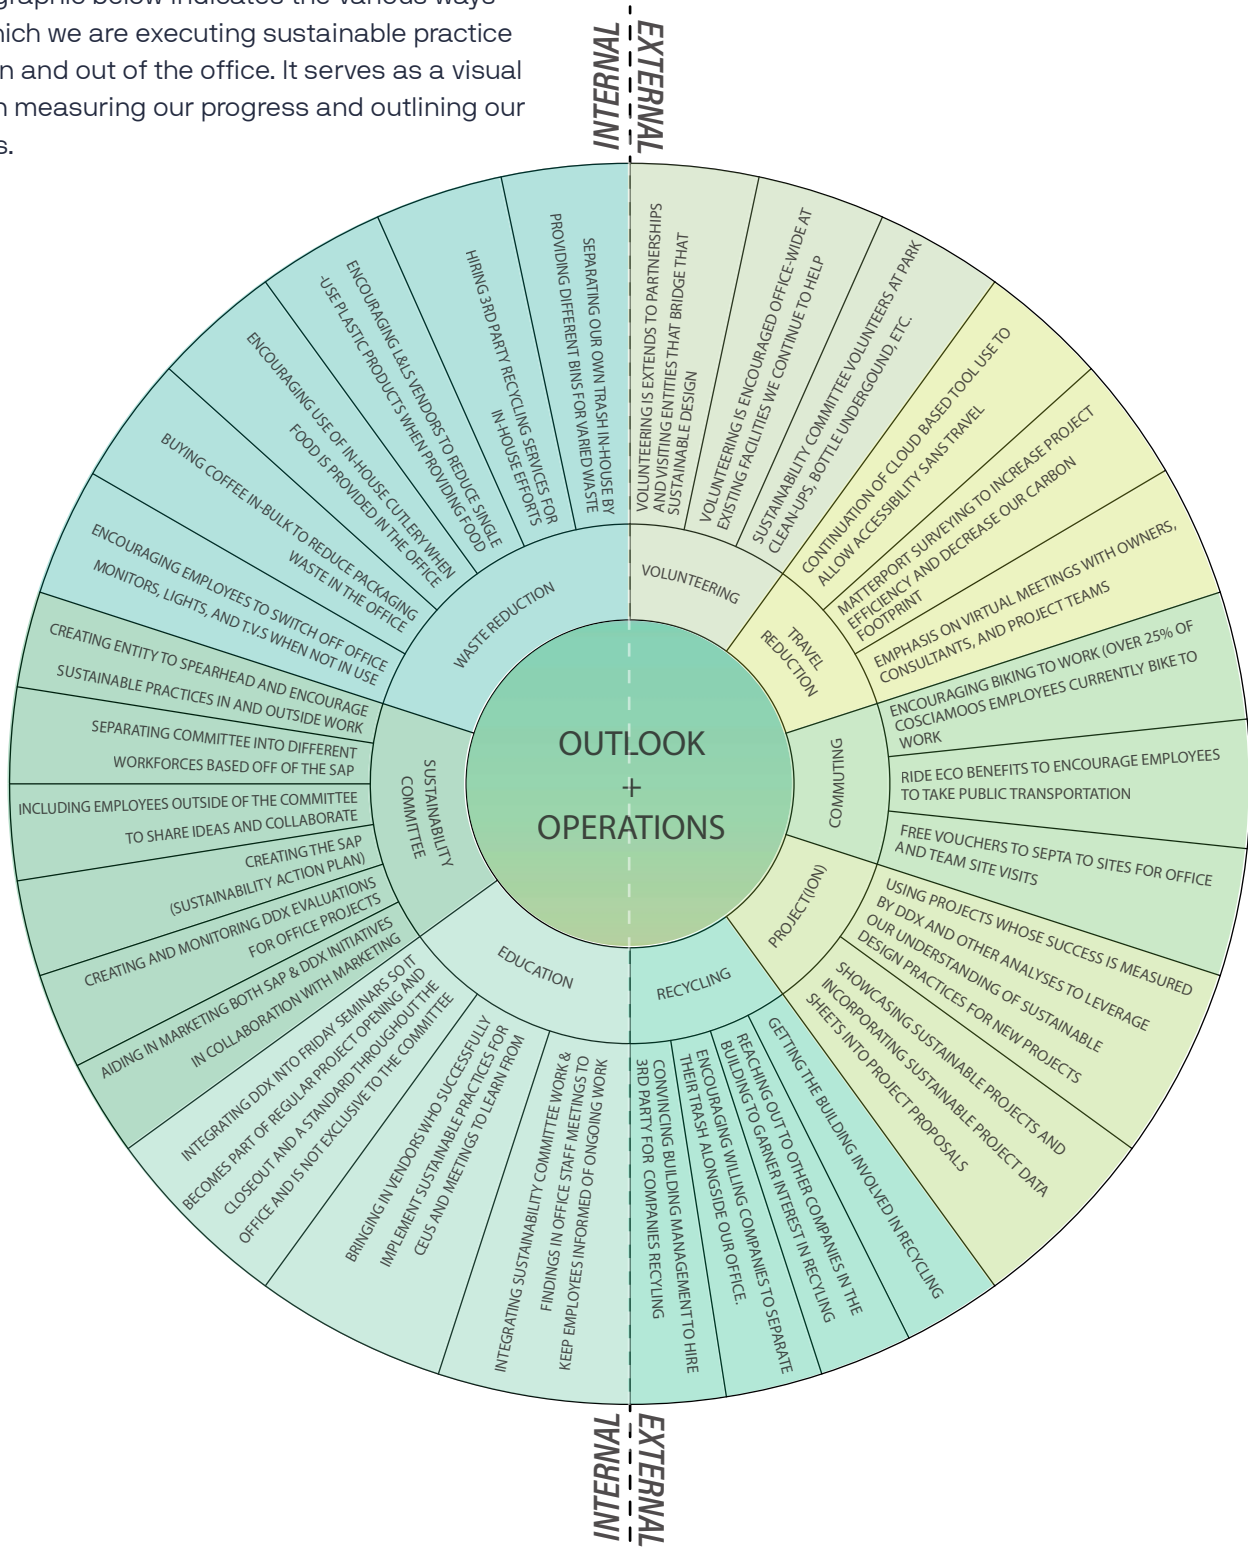 graphic below indicates the various ways
hich we are executing sustainable practice
n and out of the office. It serves as a visual
n measuring our progress and outlining our
s.
INTERNAL
EXTERNAL
OUTLOOK
+
OPERATIONS
VOLUNTEERING
VOLUNTEERING IS EXTENDS TO PARTNERSHIPS
AND VISITING ENTITIES THAT BRIDGE THAT
SUSTAINABLE DESIGN
VOLUNTEERING IS ENCOURAGED OFFICE-WIDE AT
EXISTING FACILITIES WE CONTINUE TO HELP
SUSTAINABILITY COMMITTEE VOLUNTEERS AT PARK
CLEAN-UPS, BOTTLE UNDERGOUND, ETC.
TRAVEL
REDUCTION
CONTINUATION OF CLOUD BASED TOOL USE TO
ALLOW ACCESSIBILITY SANS TRAVEL
MATTERPORT SURVEYING TO INCREASE PROJECT
EFFICIENCY AND DECREASE OUR CARBON
FOOTPRINT
EMPHASIS ON VIRTUAL MEETINGS WITH OWNERS,
CONSULTANTS, AND PROJECT TEAMS
COMMUTING
ENCOURAGING BIKING TO WORK (OVER 25% OF
COSCIAMOOS EMPLOYEES CURRENTLY BIKE TO
WORK
RIDE ECO BENEFITS TO ENCOURAGE EMPLOYEES
TO TAKE PUBLIC TRANSPORTATION
FREE VOUCHERS TO SEPTA TO SITES FOR OFFICE
AND TEAM SITE VISITS
PROJECT(ION)
USING PROJECTS WHOSE SUCCESS IS MEASURED
BY DDX AND OTHER ANALYSES TO LEVERAGE
OUR UNDERSTANDING OF SUSTAINABLE
DESIGN PRACTICES FOR NEW PROJECTS
SHOWCASING SUSTAINABLE PROJECTS AND
INCORPORATING SUSTAINABLE PROJECT DATA
SHEETS INTO PROJECT PROPOSALS
RECYCLING
GETTING THE BUILDING INVOLVED IN RECYCLING
REACHING OUT TO OTHER COMPANIES IN THE
BUILDING TO GARNER INTEREST IN RECYLING
ENCOURAGING WILLING COMPANIES TO SEPARATE
THEIR TRASH ALONGSIDE OUR OFFICE.
CONVINCING BUILDING MANAGEMENT TO HIRE
3RD PARTY FOR COMPANIES RECYLING
EDUCATION
INTEGRATING SUSTAINABILITY COMMITTEE WORK &
FINDINGS IN OFFICE STAFF MEETINGS TO
KEEP EMPLOYEES INFORMED OF ONGOING WORK
BRINGING IN VENDORS WHO SUCCESSFULLY
IMPLEMENT SUSTAINABLE PRACTICES FOR
CEUS AND MEETINGS TO LEARN FROM
INTEGRATING DDX INTO FRIDAY SEMINARS SO IT
BECOMES PART OF REGULAR PROJECT OPENING AND
CLOSEOUT AND A STANDARD THROUGHOUT THE
OFFICE AND IS NOT EXCLUSIVE TO THE COMMITTEE
SUSTAINABILITY
COMMITTEE
AIDING IN MARKETING BOTH SAP & DDX INITIATIVES
IN COLLABORATION WITH MARKETING
CREATING AND MONITORING DDX EVALUATIONS
FOR OFFICE PROJECTS
CREATING THE SAP
(SUSTAINABILITY ACTION PLAN)
INCLUDING EMPLOYEES OUTSIDE OF THE COMMITTEE
TO SHARE IDEAS AND COLLABORATE
SEPARATING COMMITTEE INTO DIFFERENT
WORKFORCES BASED OFF OF THE SAP
CREATING ENTITY TO SPEARHEAD AND ENCOURAGE
SUSTAINABLE PRACTICES IN AND OUTSIDE WORK
WASTE REDUCTION
ENCOURAGING EMPLOYEES TO SWITCH OFF OFFICE
MONITORS, LIGHTS, AND T.V.S WHEN NOT IN USE
BUYING COFFEE IN-BULK TO REDUCE PACKAGING
WASTE IN THE OFFICE
ENCOURAGING USE OF IN-HOUSE CUTLERY WHEN
FOOD IS PROVIDED IN THE OFFICE
ENCOURAGING L&LS VENDORS TO REDUCE SINGLE
-USE PLASTIC PRODUCTS WHEN PROVIDING FOOD
HIRING 3RD PARTY RECYCLING SERVICES FOR
IN-HOUSE EFFORTS
SEPARATING OUR OWN TRASH IN-HOUSE BY
PROVIDING DIFFERENT BINS FOR VARIED WASTE
INTERNAL
EXTERNAL